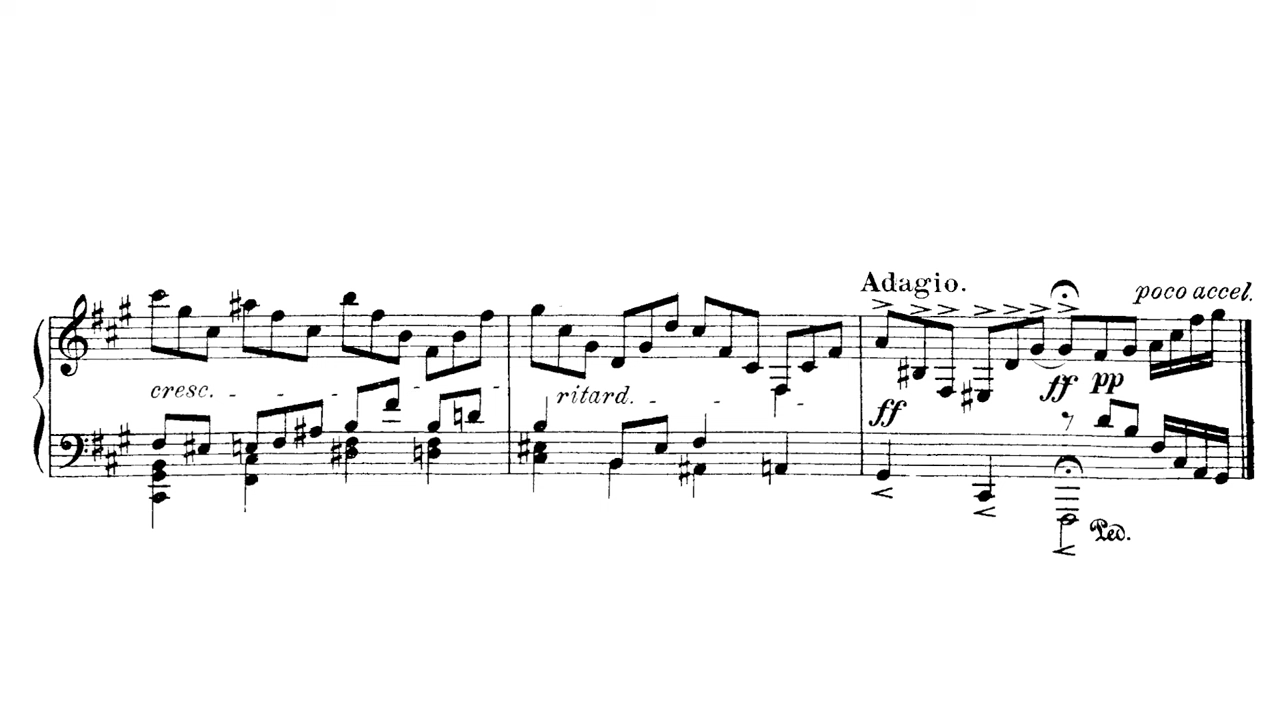 Adagio.
poco accel.
cresc.
ritard.
ff
ff
pp
Ped.